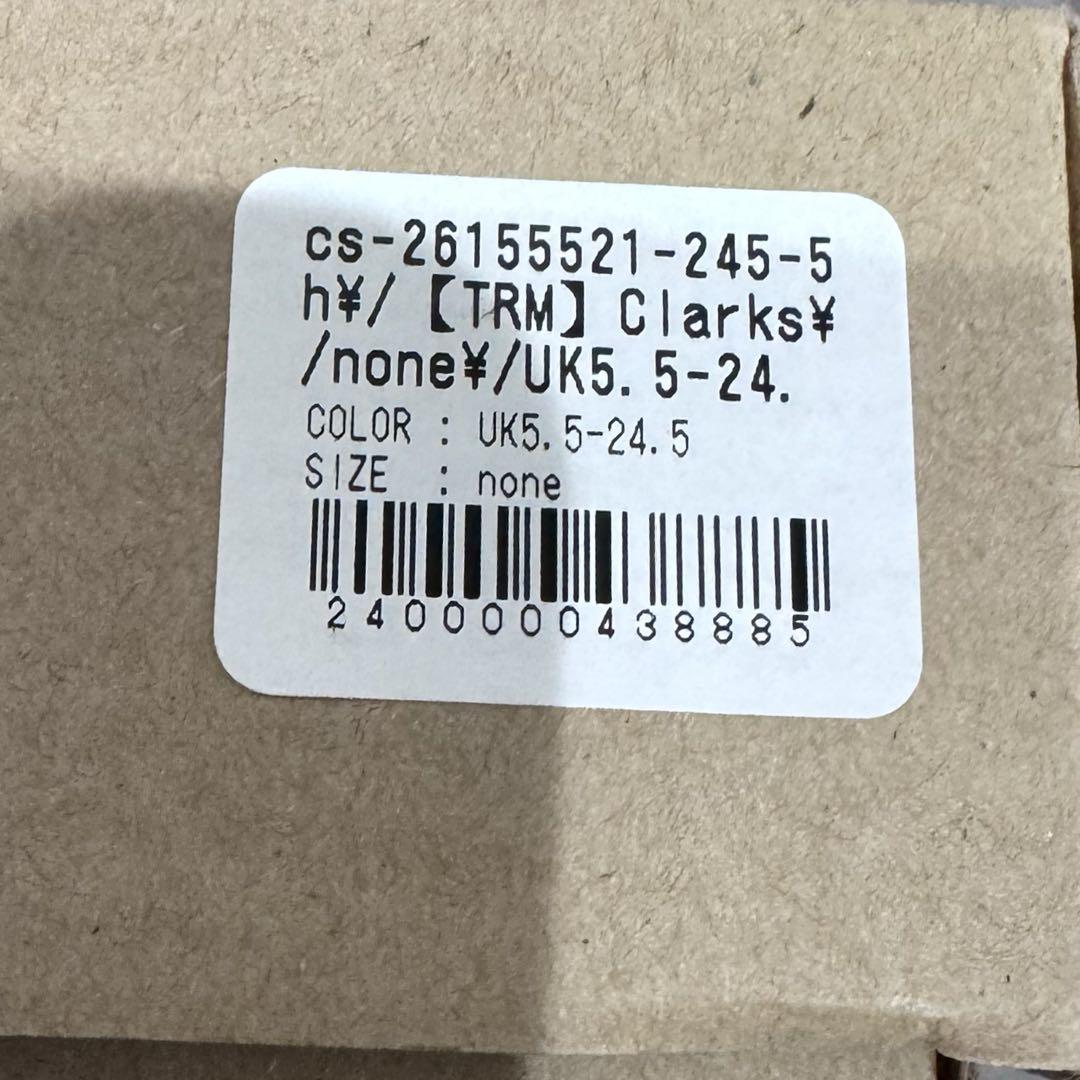 cs-26155521-245-5
h¥/【TRM】Clarks¥
/none¥/UK5.5-24.
COLOR : UK5.5-24.5
SIZE : none
2400000438885